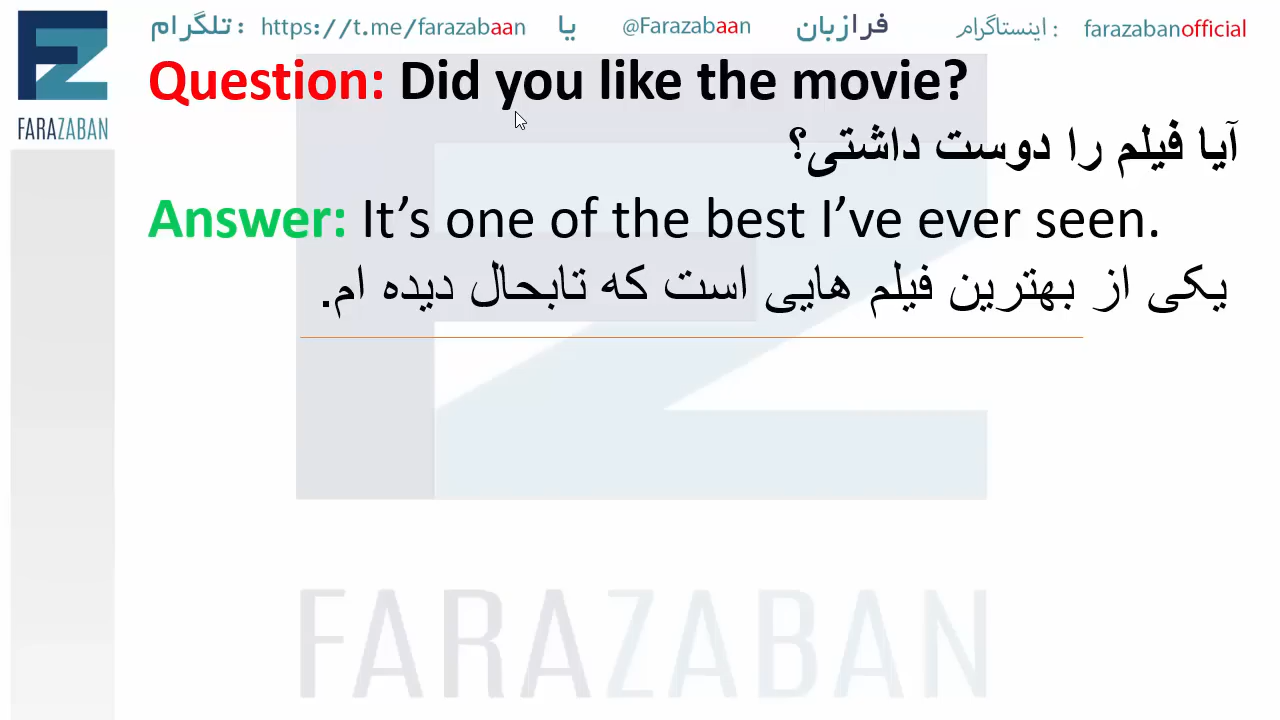 تلگرام : https://t.me/farazabaan یا @Farazabaan فرازبان اینستاگرام : farazabanofficial
FARAZABAN
Question: Did you like the movie?
آیا فیلم را دوست داشتی؟
Answer: It’s one of the best I’ve ever seen.
یکی از بهترین فیلم هایی است که تابحال دیده ام.
FARAZABAN